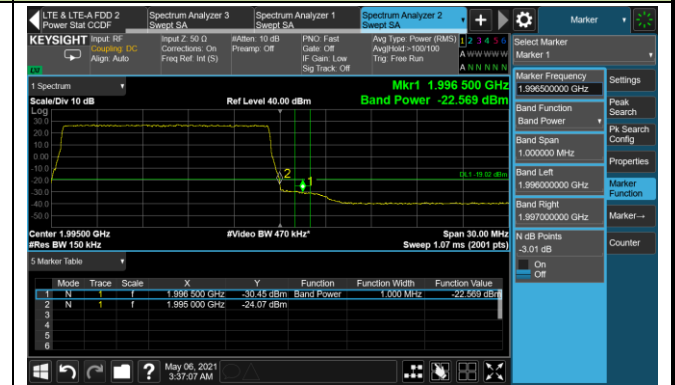 LTE & LTE-A FDD 2
Power Stat CCDF
Spectrum Analyzer 3
Swept SA
Spectrum Analyzer 1
Swept SA
Spectrum Analyzer 2
Swept SA
Marker
KEYSIGHT
Input: RF
Coupling: DC
Align: Auto
Input Z: 50 Ω
Corrections: On
Freq Ref: Int (S)
#Atten: 10 dB
Preamp: Off
PNO: Fast
Gate: Off
IF Gain: Low
Sig Track: Off
Avg Type: Power (RMS)
Avg|Hold:>100/100
Trig: Free Run
1 2 3 4 5 6
A W W W W W
A N N N N N
Select Marker
Marker 1
1 Spectrum
Scale/Div 10 dB
Log
Ref Level 40.00 dBm
Mkr1 1.996 500 GHz
Band Power -22.569 dBm
30.0
20.0
10.0
0.00
-10.0
-20.0
-30.0
-40.0
-50.0
2
1
DL1 -19.02 dBm
Center 1.99500 GHz
#Res BW 150 kHz
#Video BW 470 kHz*
Span 30.00 MHz
Sweep 1.07 ms (2001 pts)
5 Marker Table
Mode Trace Scale X Y Function Function Width Function Value
1 N 1 f 1.996 500 GHz -30.45 dBm Band Power 1.000 MHz -22.569 dBm
2 N 1 f 1.995 000 GHz -24.07 dBm
3
4
5
6
Marker Frequency
1.996500000 GHz
Band Function
Band Power
Band Span
1.000000 MHz
Band Left
1.996000000 GHz
Band Right
1.997000000 GHz
N dB Points
-3.01 dB
On
Off
Settings
Peak
Search
Pk Search
Config
Properties
Marker
Function
Marker→
Counter
May 06, 2021
3:37:07 AM